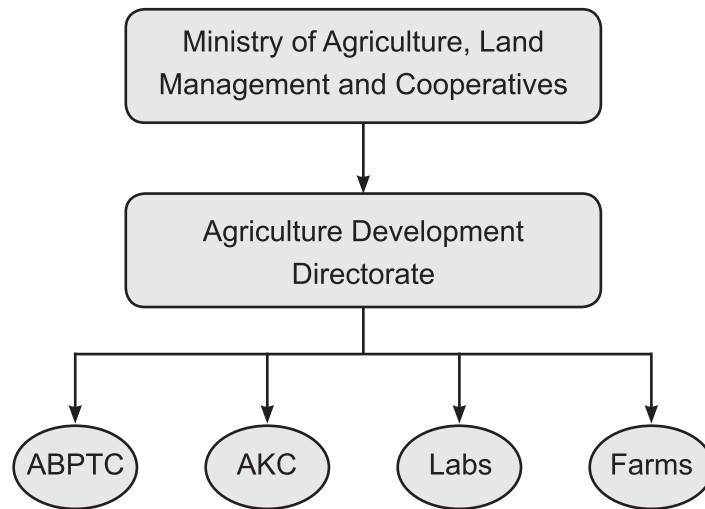 Ministry of Agriculture, Land
Management and Cooperatives
Agriculture Development
Directorate
ABPTC
AKC
Labs
Farms